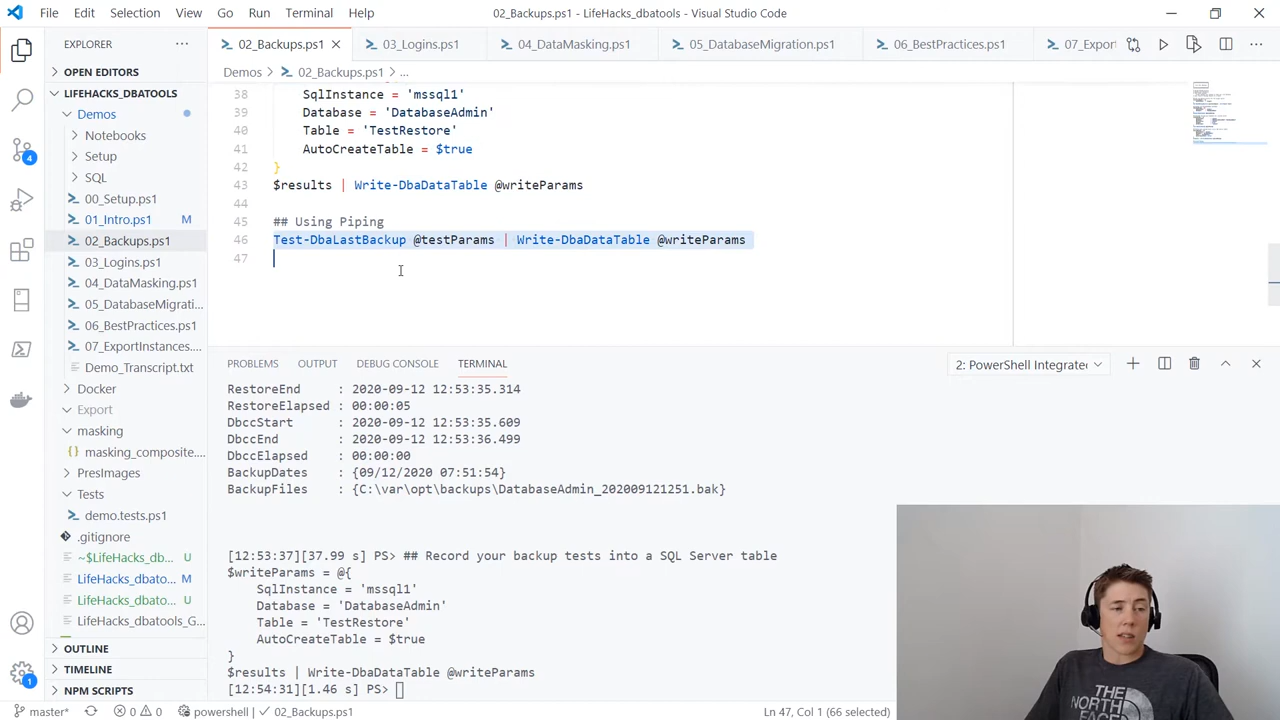 File Edit Selection View Go Run Terminal Help 02_Backups.ps1 - LifeHacks_dbatools - Visual Studio Code
EXPLORER
02_Backups.ps1 03_Logins.ps1 04_DataMasking.ps1 05_DatabaseMigration.ps1 06_BestPractices.ps1 07_Export
OPEN EDITORS
Demos > 02_Backups.ps1 > ...
LIFEHACKS_DBATOOLS
Demos
Notebooks
Setup
SQL
00_Setup.ps1
01_Intro.ps1 M
02_Backups.ps1
03_Logins.ps1
04_DataMasking.ps1
05_DatabaseMigrati...
06_BestPractices.ps1
07_ExportInstances....
Demo_Transcript.txt
Docker
Export
masking
masking_composite....
PresImages
Tests
demo.tests.ps1
.gitignore
~$LifeHacks_db... U
LifeHacks_dbato... M
LifeHacks_dbato... U
LifeHacks_dbatools_G...
OUTLINE
TIMELINE
NPM SCRIPTS
4
1
38 SqlInstance = 'mssql1'
39 Database = 'DatabaseAdmin'
40 Table = 'TestRestore'
41 AutoCreateTable = $true
42 }
43 $results | Write-DbaDataTable @writeParams
44
45 ## Using Piping
46 Test-DbaLastBackup @testParams | Write-DbaDataTable @writeParams
47
PROBLEMS OUTPUT DEBUG CONSOLE TERMINAL 2: PowerShell Integrate
RestoreEnd : 2020-09-12 12:53:35.314
RestoreElapsed : 00:00:05
DbccStart : 2020-09-12 12:53:35.609
DbccEnd : 2020-09-12 12:53:36.499
DbccElapsed : 00:00:00
BackupDates : {09/12/2020 07:51:54}
BackupFiles : {C:\var\opt\backups\DatabaseAdmin_202009121251.bak}
[12:53:37][37.99 s] PS> ## Record your backup tests into a SQL Server table
$writeParams = @{
SqlInstance = 'mssql1'
Database = 'DatabaseAdmin'
Table = 'TestRestore'
AutoCreateTable = $true
}
$results | Write-DbaDataTable @writeParams
[12:54:31][1.46 s] PS>
THE
NORTH
FACE
master* 0 0 powershell 02_Backups.ps1 Ln 47, Col 1 (66 selected)